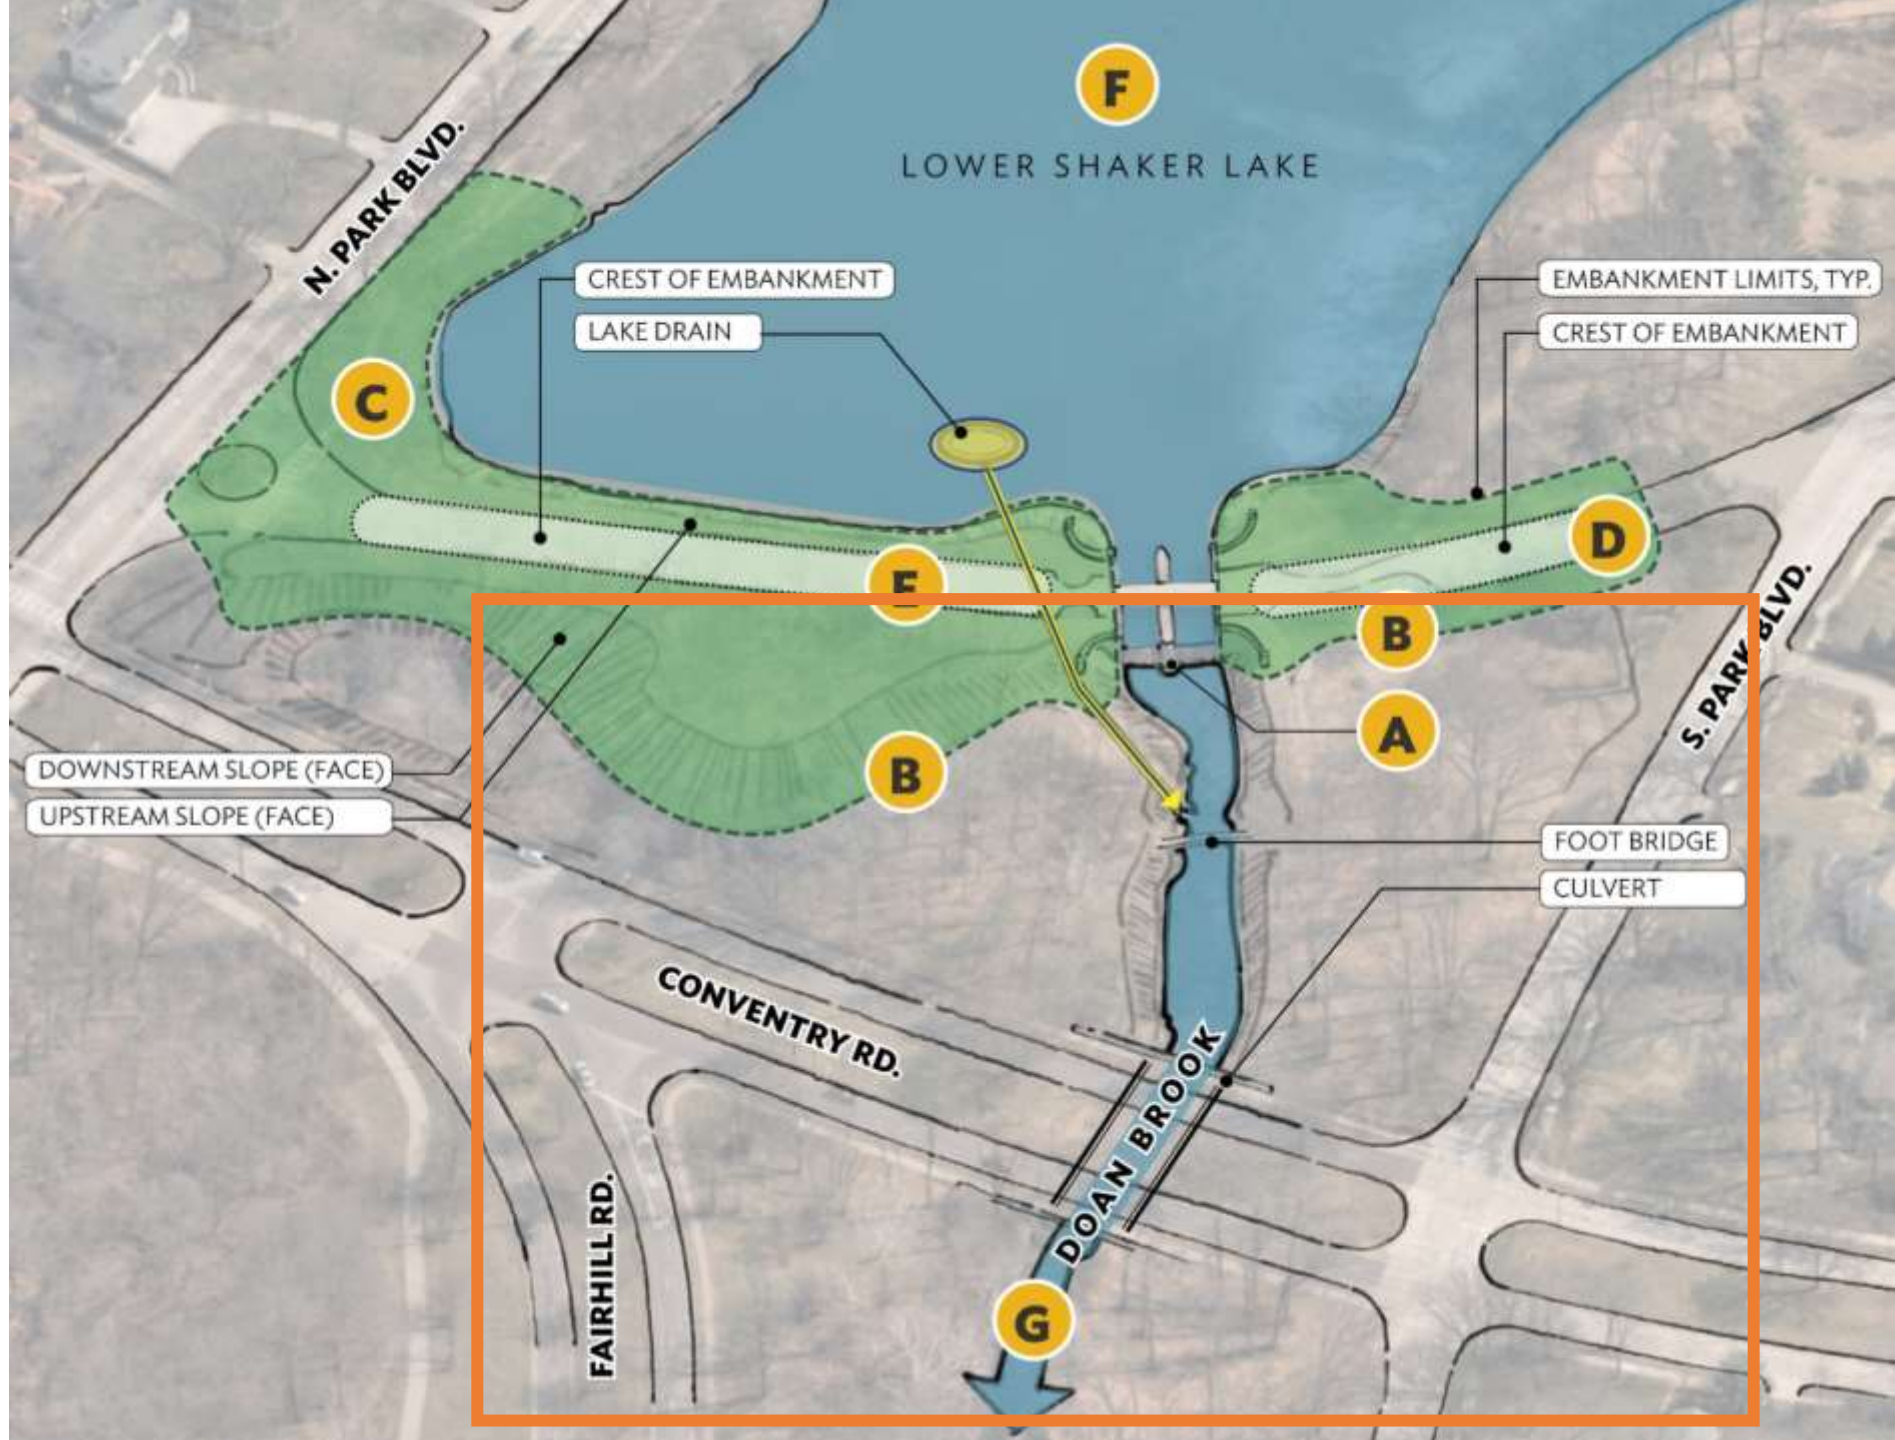 F
LOWER SHAKER LAKE
N. PARK BLVD.
CREST OF EMBANKMENT
LAKE DRAIN
EMBANKMENT LIMITS, TYP.
CREST OF EMBANKMENT
C
D
E
B
S. PARK BLVD.
A
B
DOWNSTREAM SLOPE (FACE)
UPSTREAM SLOPE (FACE)
FOOT BRIDGE
CULVERT
CONVENTRY RD.
DOAN BROOK
FAIRHILL RD.
G